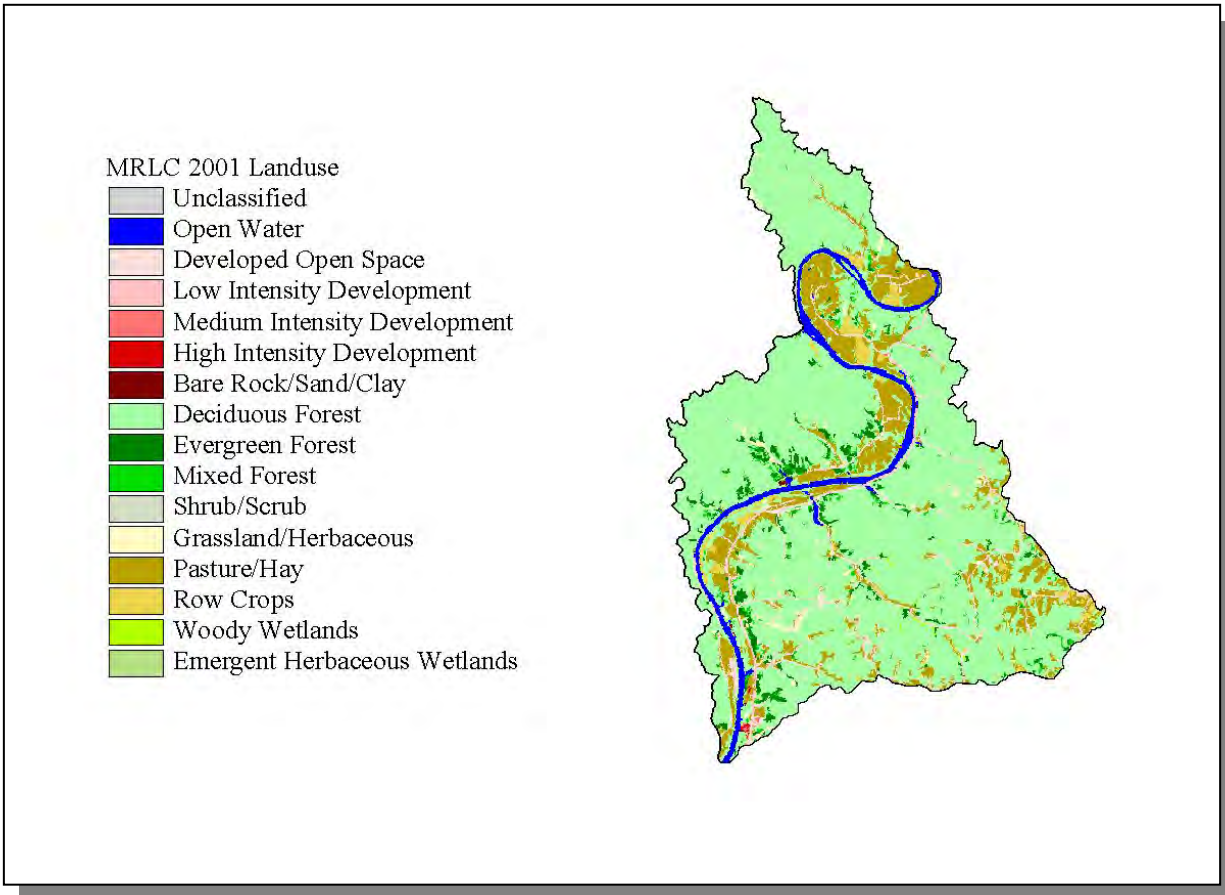 MRLC 2001 Landuse
Unclassified
Open Water
Developed Open Space
Low Intensity Development
Medium Intensity Development
High Intensity Development
Bare Rock/Sand/Clay
Deciduous Forest
Evergreen Forest
Mixed Forest
Shrub/Scrub
Grassland/Herbaceous
Pasture/Hay
Row Crops
Woody Wetlands
Emergent Herbaceous Wetlands